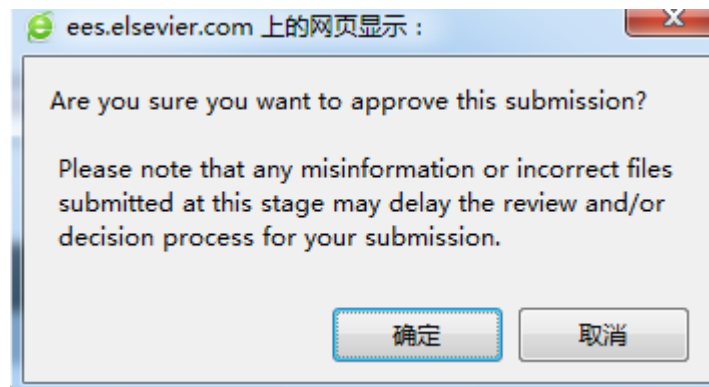 ees.elsevier.com 上的网页显示：
Are you sure you want to approve this submission?
Please note that any misinformation or incorrect files
submitted at this stage may delay the review and/or
decision process for your submission.
确定
取消